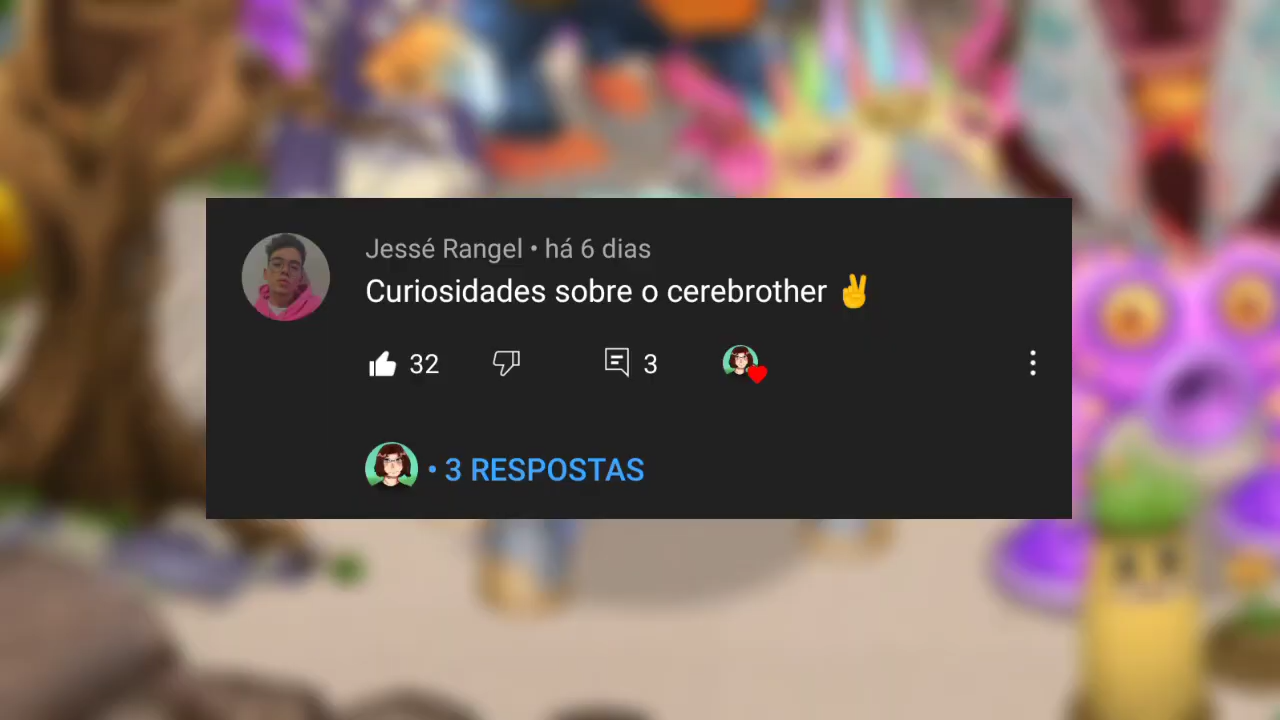 Jessé Rangel • há 6 dias
Curiosidades sobre o cerebrother ✌
32 3
• 3 RESPOSTAS